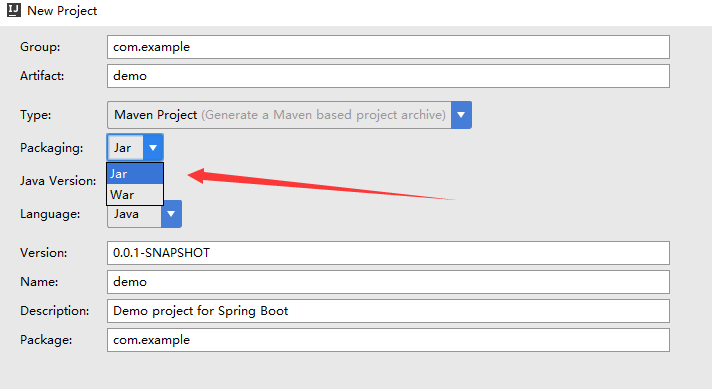 IJ New Project
Group: com.example
Artifact: demo
Type: Maven Project (Generate a Maven based project archive)
Packaging: Jar
Jar
Java Version:
War
Language: Java
Version: 0.0.1-SNAPSHOT
Name: demo
Description: Demo project for Spring Boot
Package: com.example